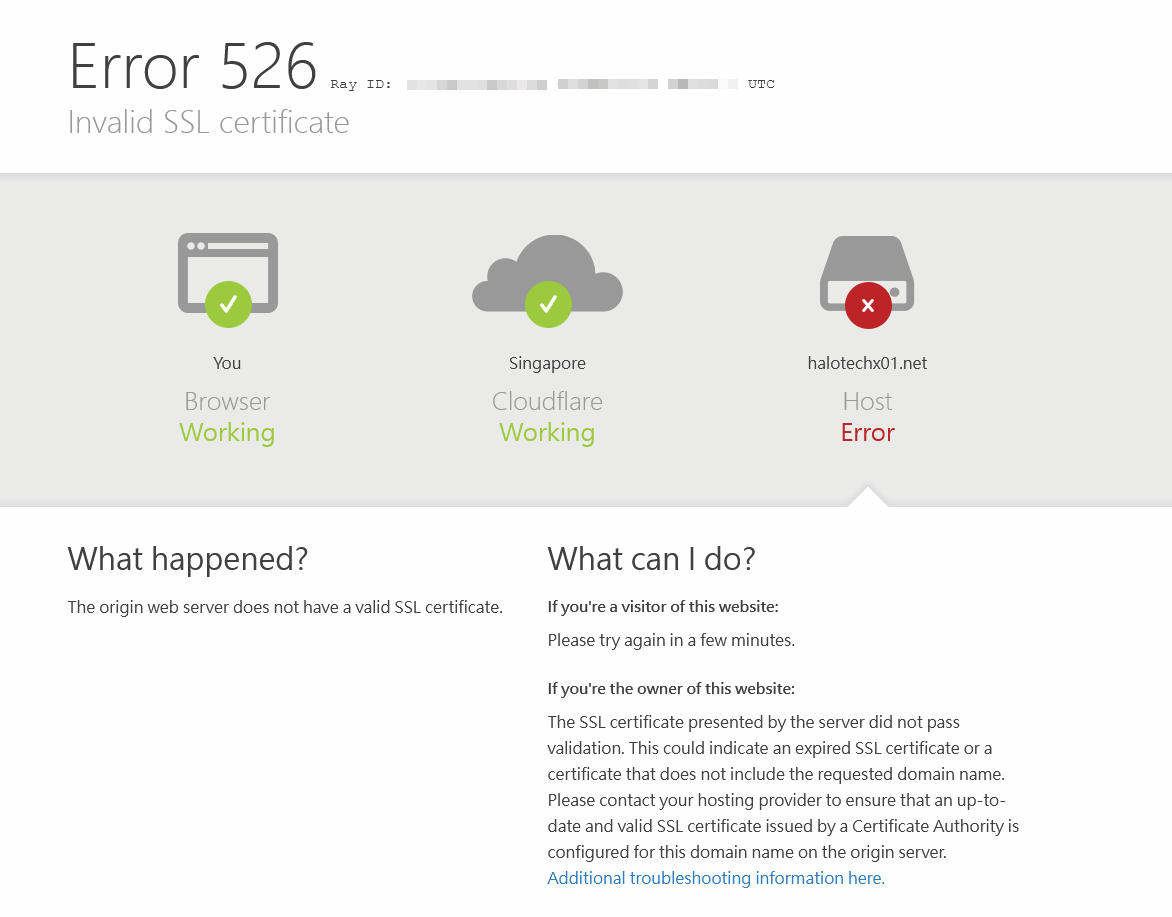 Error 526 Ray ID: UTC
Invalid SSL certificate
You
Browser
Working
Singapore
Cloudflare
Working
halotechx01.net
Host
Error
What happened?
The origin web server does not have a valid SSL certificate.
What can I do?
If you're a visitor of this website:
Please try again in a few minutes.
If you're the owner of this website:
The SSL certificate presented by the server did not pass
validation. This could indicate an expired SSL certificate or a
certificate that does not include the requested domain name.
Please contact your hosting provider to ensure that an up-to-
date and valid SSL certificate issued by a Certificate Authority is
configured for this domain name on the origin server.
Additional troubleshooting information here.